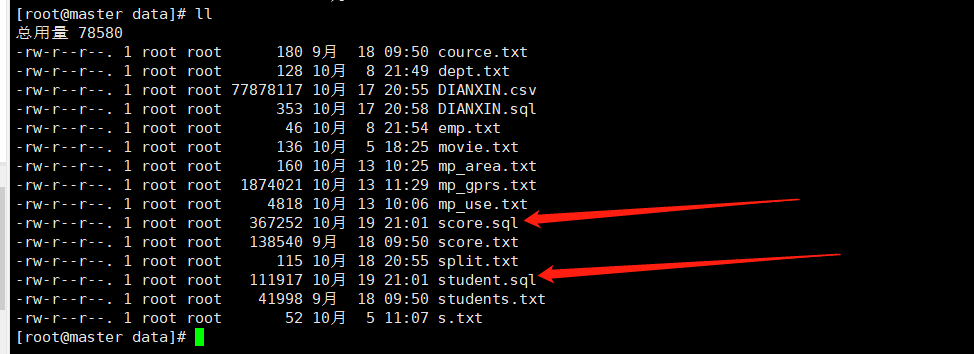 [root@master data]# ll
总用量 78580
-rw-r--r--. 1 root root      180 9月  18 09:50 cource.txt
-rw-r--r--. 1 root root      128 10月  8 21:49 dept.txt
-rw-r--r--. 1 root root 77878117 10月 17 20:55 DIANXIN.csv
-rw-r--r--. 1 root root      353 10月 17 20:58 DIANXIN.sql
-rw-r--r--. 1 root root       46 10月  8 21:54 emp.txt
-rw-r--r--. 1 root root      136 10月  5 18:25 movie.txt
-rw-r--r--. 1 root root      160 10月 13 10:25 mp_area.txt
-rw-r--r--. 1 root root  1874021 10月 13 11:29 mp_gprs.txt
-rw-r--r--. 1 root root     4818 10月 13 10:06 mp_use.txt
-rw-r--r--. 1 root root   367252 10月 19 21:01 score.sql
-rw-r--r--. 1 root root   138540 9月  18 09:50 score.txt
-rw-r--r--. 1 root root      115 10月 18 20:55 split.txt
-rw-r--r--. 1 root root   111917 10月 19 21:01 student.sql
-rw-r--r--. 1 root root    41998 9月  18 09:50 students.txt
-rw-r--r--. 1 root root       52 10月  5 11:07 s.txt
[root@master data]#